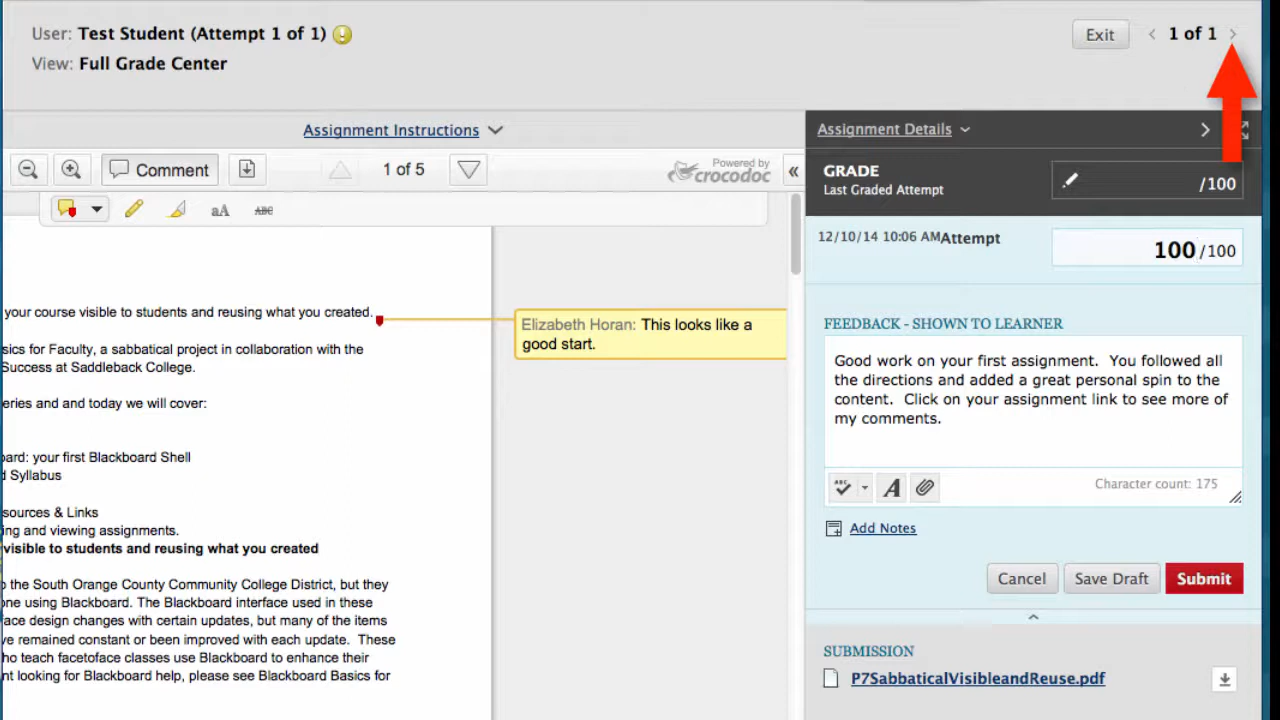 User: Test Student (Attempt 1 of 1)
Exit
1 of 1
View: Full Grade Center
Assignment Instructions
Comment
1 of 5
Powered by
crocodoc
aA
ABC
your course visible to students and reusing what you created.
sics for Faculty, a sabbatical project in collaboration with the
Success at Saddleback College.
eries and and today we will cover:
oard: your first Blackboard Shell
d Syllabus
sources & Links
ing and viewing assignments.
visible to students and reusing what you created
o the South Orange County Community College District, but they
one using Blackboard. The Blackboard interface used in these
face design changes with certain updates, but many of the items
ve remained constant or been improved with each update. These
ho teach facetoface classes use Blackboard to enhance their
nt looking for Blackboard help, please see Blackboard Basics for
Elizabeth Horan: This looks like a
good start.
Assignment Details
GRADE
Last Graded Attempt
/100
12/10/14 10:06 AM Attempt
100/100
FEEDBACK - SHOWN TO LEARNER
Good work on your first assignment. You followed all
the directions and added a great personal spin to the
content. Click on your assignment link to see more of
my comments.
ABC
A
Character count: 175
Add Notes
Cancel
Save Draft
Submit
SUBMISSION
P7SabbaticalVisibleandReuse.pdf